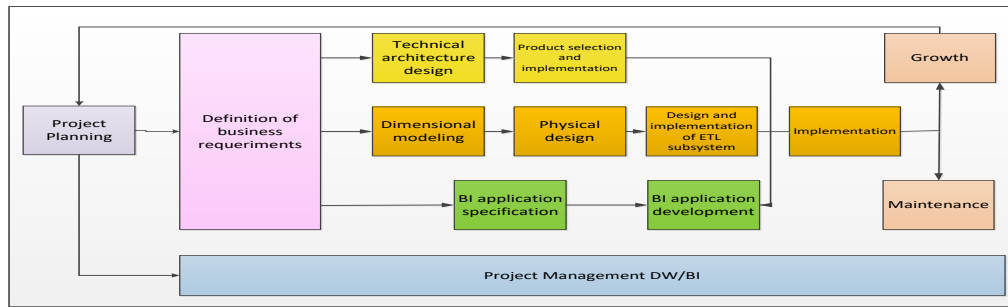 Project
Planning
Definition of
business
requeriments
Technical
architecture
design
Product selection
and
implementation
Dimensional
modeling
Physical
design
Design and
implementation
of ETL
subsystem
Implementation
BI application
specification
BI application
development
Growth
Maintenance
Project Management DW/BI